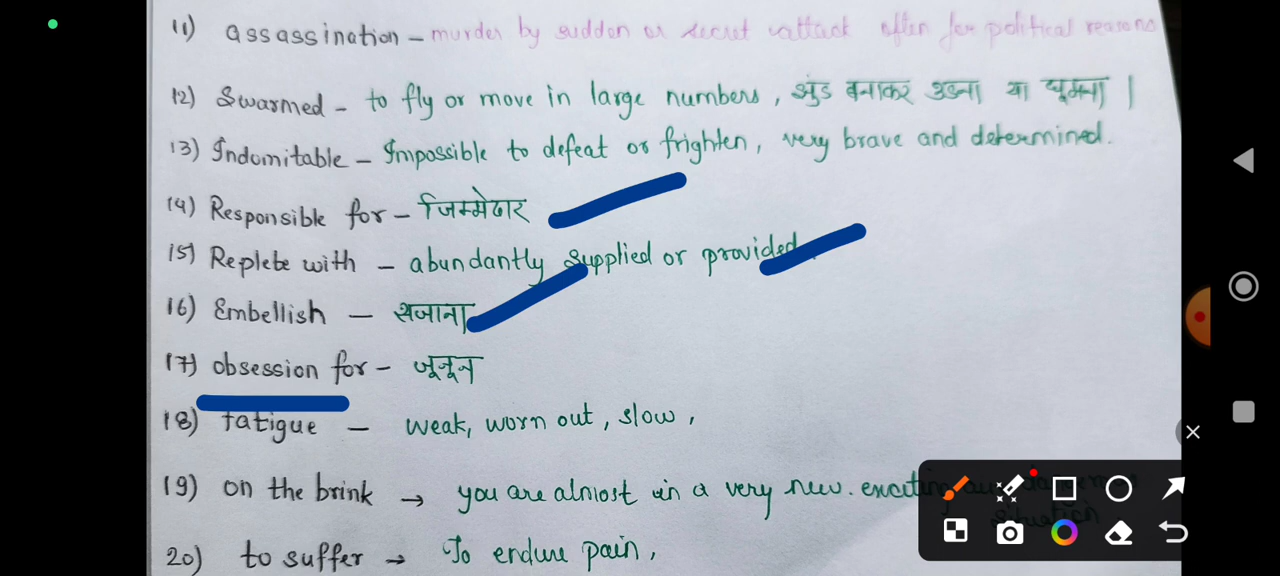 11) assassination - murder by sudden or secret attack often for political reasons
12) Swarmed - to fly or move in large numbers, झुंड बनाकर उडना या घूमना |
13) Indomitable - Impossible to defeat or frighten, very brave and determined.
14) Responsible for - जिम्मेदार
15) Replete with - abundantly supplied or provided.
16) Embellish - सजाना
17) obsession for - जूनून
18) fatigue - weak, worn out, slow,
19) on the brink → you are almost in a very new. exciting
20) to suffer → To endure pain,